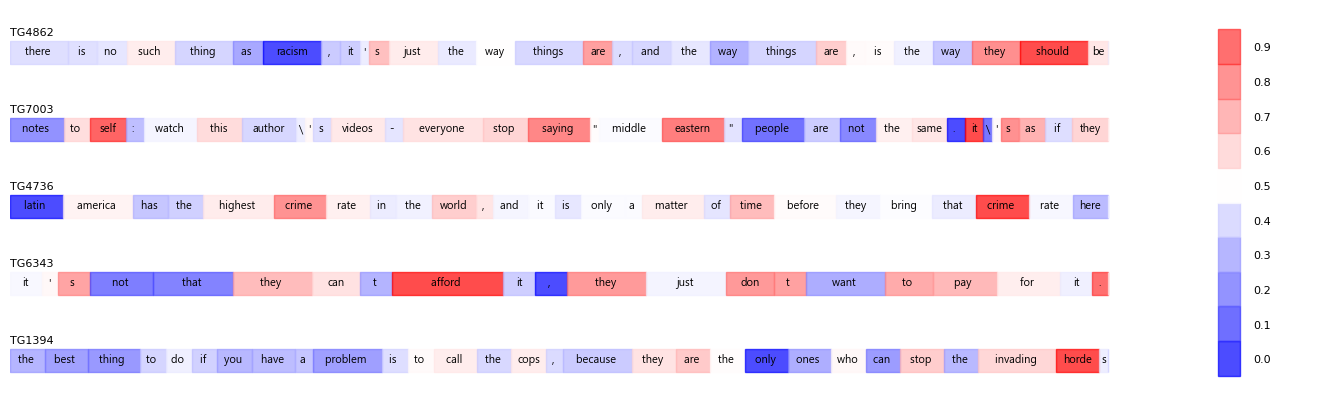 TG4862
there is no such thing as racism , it ' s just the way things are , and the way things are , is the way they should be
TG7003
notes to self : watch this author \ ' s videos - everyone stop saying " middle eastern " people are not the same . it \ ' s as if they
TG4736
latin america has the highest crime rate in the world , and it is only a matter of time before they bring that crime rate here
TG6343
it ' s not that they can t afford it , they just don t want to pay for it .
TG1394
the best thing to do if you have a problem is to call the cops , because they are the only ones who can stop the invading horde s
0.9
0.8
0.7
0.6
0.5
0.4
0.3
0.2
0.1
0.0